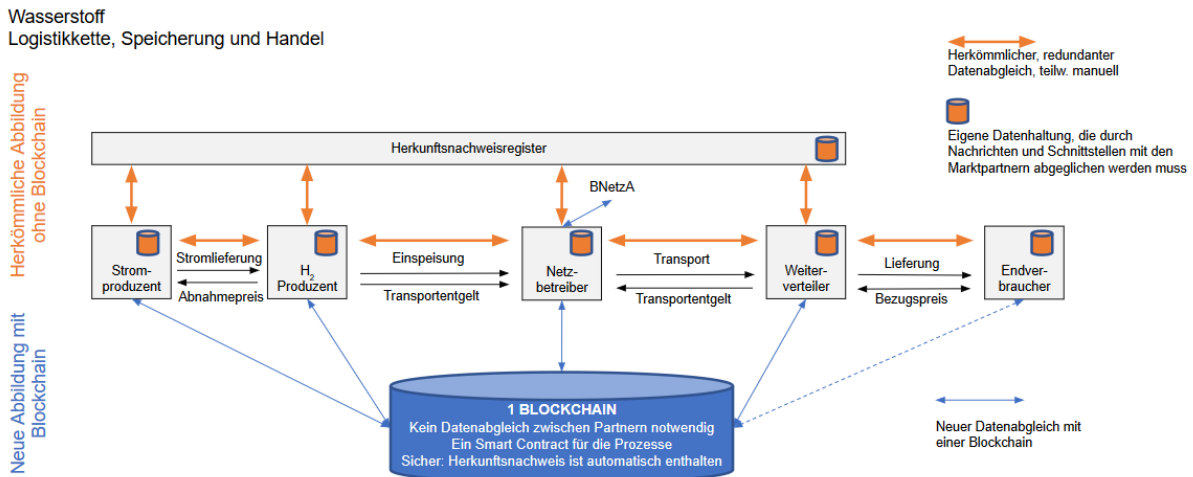 Wasserstoff
Logistikkette, Speicherung und Handel
Herkömmliche Abbildung
ohne Blockchain
Herkömmlicher, redundanter
Datenabgleich, teilw. manuell
Eigene Datenhaltung, die durch
Nachrichten und Schnittstellen mit den
Marktpartnern abgeglichen werden muss
Herkunftsnachweisregister
BNetzA
Strom-
produzent
Stromlieferung
Abnahmepreis
H2
Produzent
Einspeisung
Transportentgelt
Netz-
betreiber
Transport
Transportentgelt
Weiter-
verteiler
Lieferung
Bezugspreis
Endver-
braucher
Neue Abbildung mit
Blockchain
1 BLOCKCHAIN
Kein Datenabgleich zwischen Partnern notwendig
Ein Smart Contract für die Prozesse
Sicher: Herkunftsnachweis ist automatisch enthalten
Neuer Datenabgleich mit
einer Blockchain